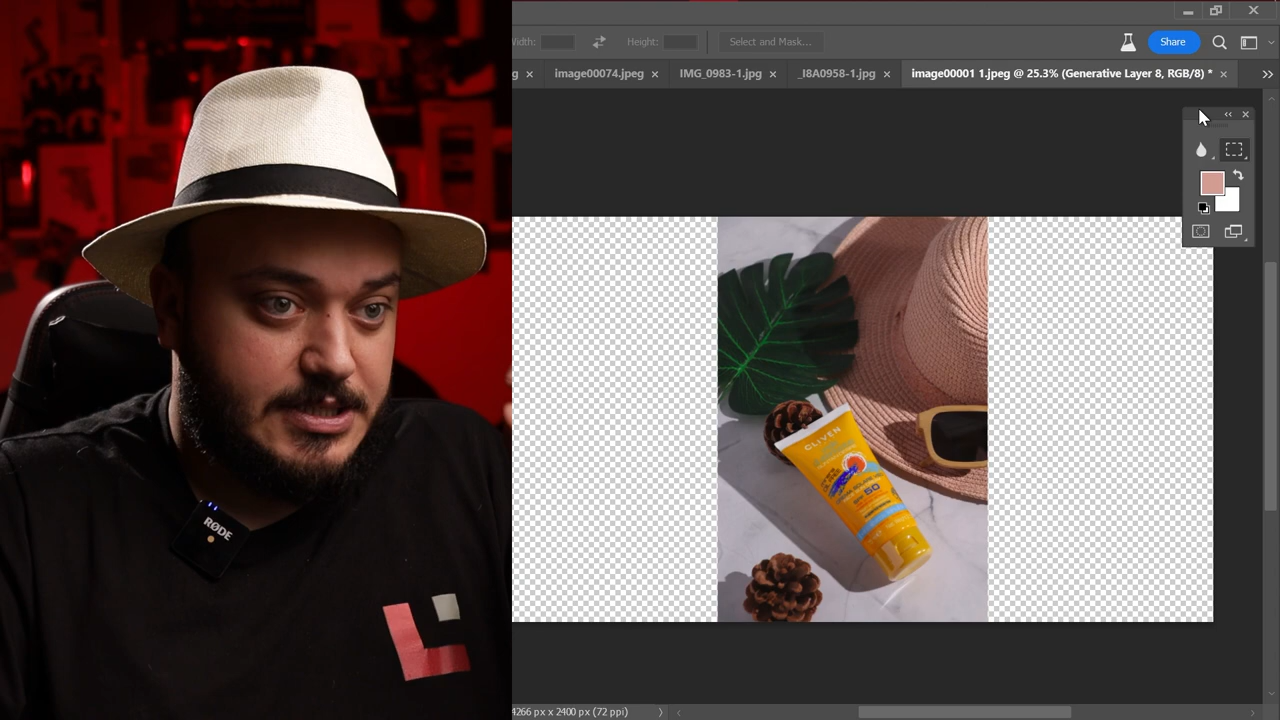 Width:
Height:
Select and Mask...
Share
g
image00074.jpeg
IMG_0983-1.jpg
_I8A0958-1.jpg
image00001 1.jpeg @ 25.3% (Generative Layer 8, RGB/8) *
CLIVEN
50
RØDE
4266 px x 2400 px (72 ppi)